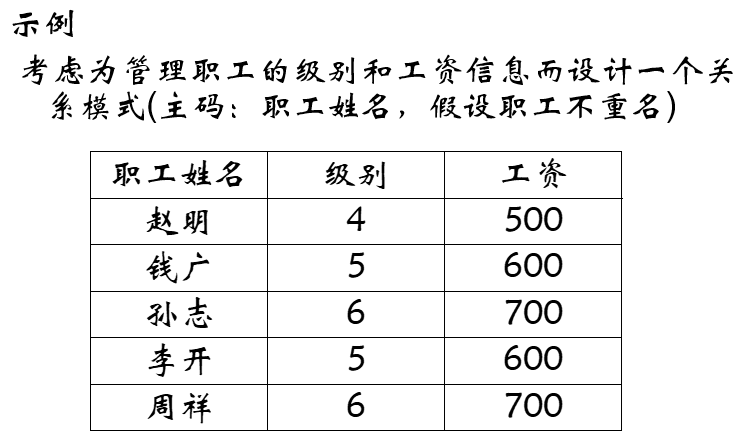 示例
考虑为管理职工的级别和工资信息而设计一个关
系模式(主码：职工姓名，假设职工不重名)
职工姓名 级别 工资
赵明 4 500
钱广 5 600
孙志 6 700
李开 5 600
周祥 6 700